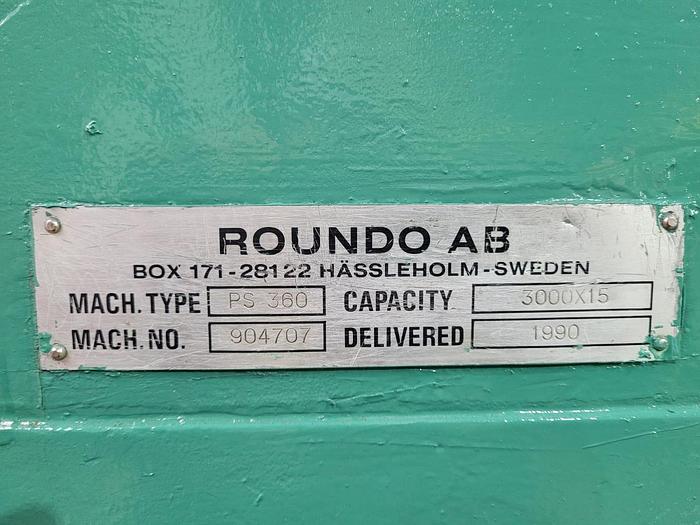 ROUNDO AB
BOX 171-28122 HÄSSLEHOLM-SWEDEN
MACH. TYPE PS 360 CAPACITY 3000X15
MACH. NO. 904707 DELIVERED 1990